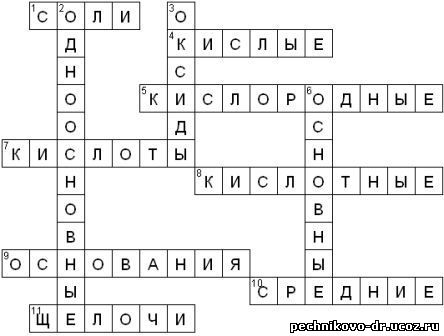 1 С 2 О Л И 3 О
Д 4 К И С Л Ы Е
Н С
О 5 К И С Л О Р 6 О Д Н Ы Е
О Д С
7 К И С Л О Т Ы Н
Н 8 К И С Л О Т Н Ы Е
О В
В Н
9 О С Н О В А Н И Я Ы
Ы 10 С Р Е Д Н И Е
11 Щ Е Л О Ч И
pechnikovo-dr.ucoz.ru